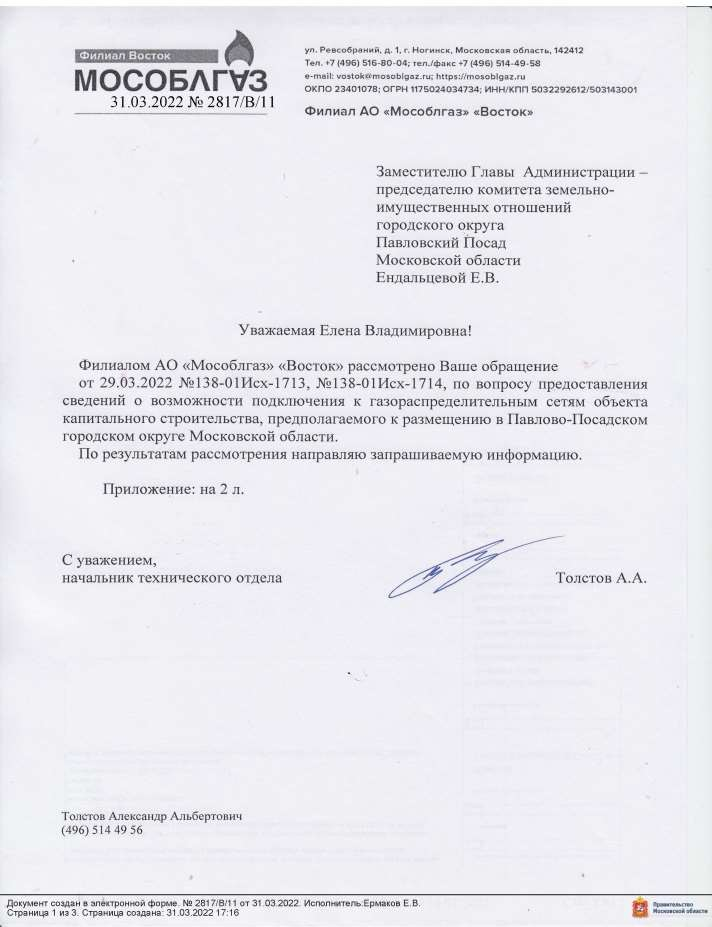 Филиал Восток
МОСОБЛГАЗ
31.03.2022 № 2817/В/11
ул. Ревсобраний, д. 1, г. Ногинск, Московская область, 142412
Тел. +7 (496) 516-80-04; тел./факс +7 (496) 514-49-58
e-mail: vostok@mosoblgaz.ru; https://mosoblgaz.ru
ОКПО 23401078; ОГРН 1175024034734; ИНН/КПП 5032292612/503143001
Филиал АО «Мособлгаз» «Восток»
Заместителю Главы Администрации –
председателю комитета земельно-
имущественных отношений
городского округа
Павловский Посад
Московской области
Ендальцевой Е.В.
Уважаемая Елена Владимировна!
Филиалом АО «Мособлгаз» «Восток» рассмотрено Ваше обращение
от 29.03.2022 №138-01Исх-1713, №138-01Исх-1714, по вопросу предоставления
сведений о возможности подключения к газораспределительным сетям объекта
капитального строительства, предполагаемого к размещению в Павлово-Посадском
городском округе Московской области.
По результатам рассмотрения направляю запрашиваемую информацию.
Приложение: на 2 л.
С уважением,
начальник технического отдела
Толстов А.А.
Толстов Александр Альбертович
(496) 514 49 56
Документ создан в электронной форме. № 2817/В/11 от 31.03.2022. Исполнитель:Ермаков Е.В.
Страница 1 из 3. Страница создана: 31.03.2022 17:16
Правительство
Московской области